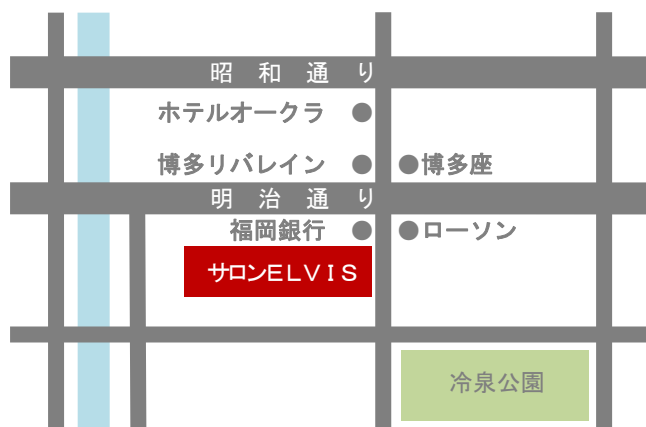 昭和通り
ホテルオークラ ●
博多リバレイン ● ●博多座
明治通り
福岡銀行 ● ●ローソン
サロンＥＬＶＩＳ
冷泉公園